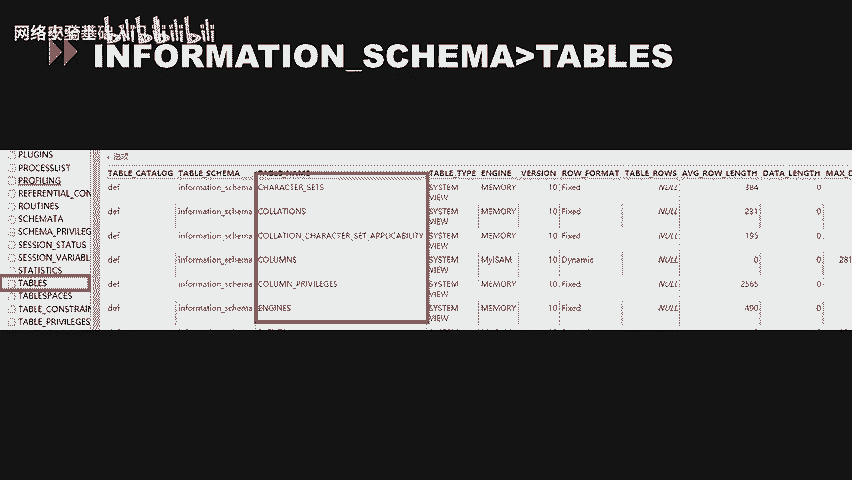 网络安全基础 bilibili
INFORMATION_SCHEMA>TABLES
PLUGINS
PROCESSLIST
PROFILING
REFERENTIAL_CON
ROUTINES
SCHEMATA
SCHEMA_PRIVILEG
SESSION_STATUS
SESSION_VARIABL
STATISTICS
TABLES
TABLESPACES
TABLE_CONSTRAIN
TABLE_PRIVILEGES
TABLE_CATALOG TABLE_SCHEMA TABLE_NAME TABLE_TYPE ENGINE VERSION ROW_FORMAT TABLE_ROWS AVG_ROW_LENGTH DATA_LENGTH MAX_D
def information_schema CHARACTER_SETS SYSTEM VIEW MEMORY 10 Fixed NULL 384 0
def information_schema COLLATIONS SYSTEM VIEW MEMORY 10 Fixed NULL 231 0
def information_schema COLLATION_CHARACTER_SET_APPLICABILITY SYSTEM VIEW MEMORY 10 Fixed NULL 195 0
def information_schema COLUMNS SYSTEM VIEW MyISAM 10 Dynamic NULL 0 0 281
def information_schema COLUMN_PRIVILEGES SYSTEM VIEW MEMORY 10 Fixed NULL 2565 0
def information_schema ENGINES SYSTEM VIEW MEMORY 10 Fixed NULL 490 0